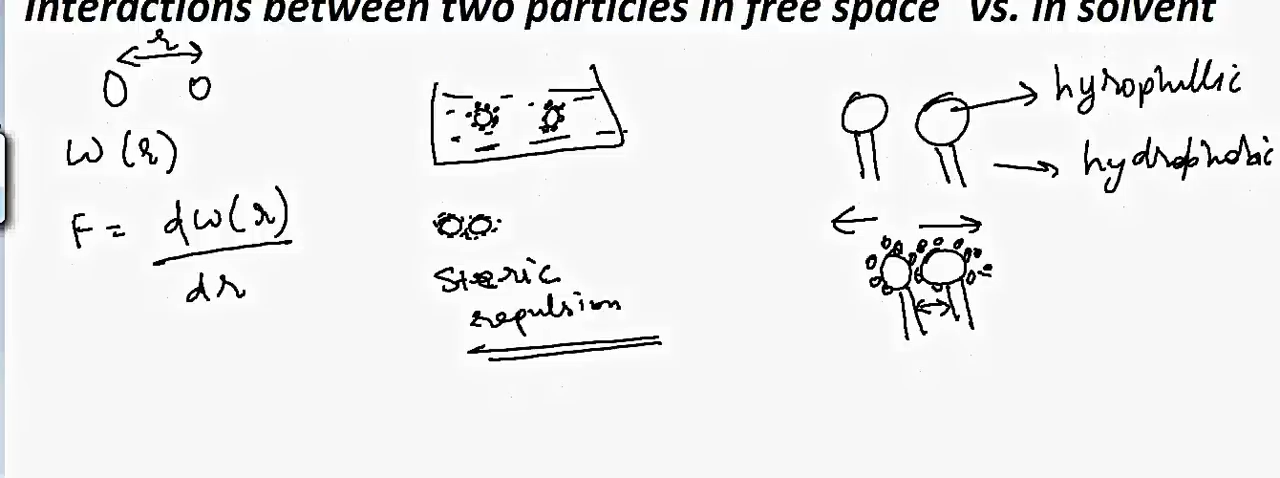 Interactions between two particles in free space vs. in solvent
r
w (r)
F = dw(r)
dr
Steric
repulsion
hyrophillic
hydrophobic